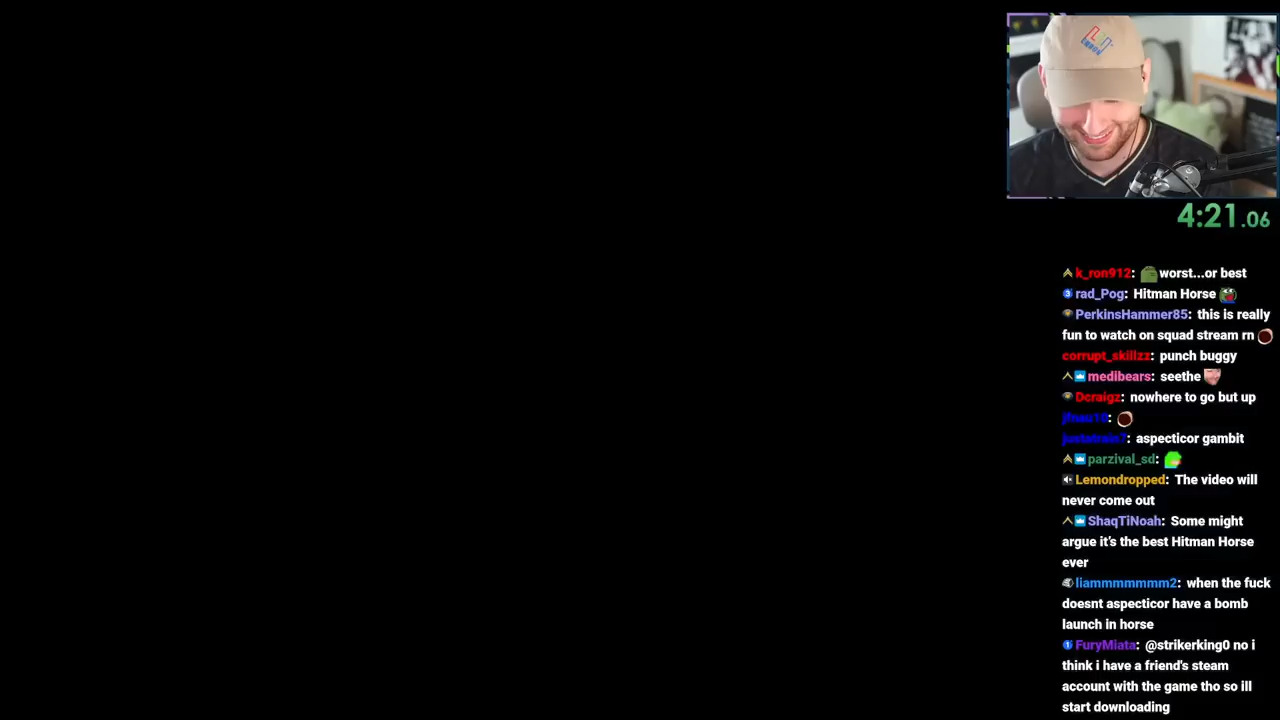 4:21.06
k_ron912: worst...or best
rad_Pog: Hitman Horse
PerkinsHammer85: this is really
fun to watch on squad stream rn
corrupt_skillzz: punch buggy
medibears: seethe
Dcraigz: nowhere to go but up
: aspecticor gambit
parzival_sd:
Lemondropped: The video will
never come out
ShaqTiNoah: Some might
argue it's the best Hitman Horse
ever
liammmmmmm2: when the fuck
doesnt aspecticor have a bomb
launch in horse
FuryMiata: @strikerking0 no i
think i have a friend's steam
account with the game tho so ill
start downloading